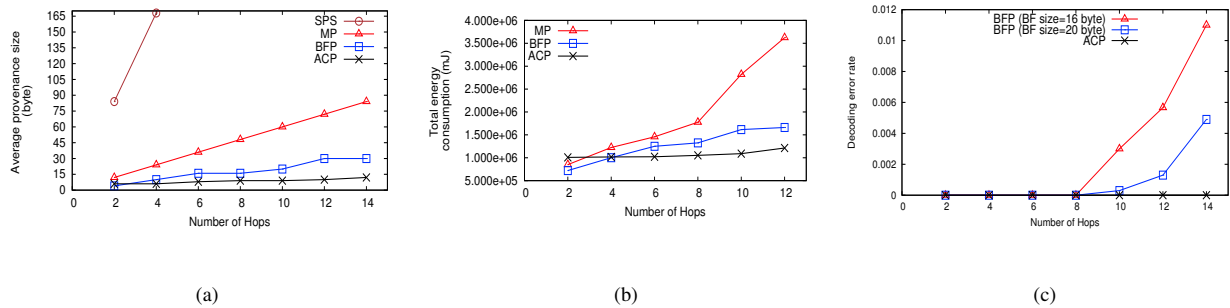 Average provenance size
(byte)
165
150
135
120
105
90
75
60
45
30
15
0
SPS
MP
BFP
ACP
0 2 4 6 8 10 12 14
Number of Hops
(a)
Total energy
consumption (mJ)
4.000e+06
3.500e+06
3.000e+06
2.500e+06
2.000e+06
1.500e+06
1.000e+06
5.000e+05
MP
BFP
ACP
0 2 4 6 8 10 12
Number of Hops
(b)
Decoding error rate
0.012
0.01
0.008
0.006
0.004
0.002
0
BFP (BF size=16 byte)
BFP (BF size=20 byte)
ACP
0 2 4 6 8 10 12 14
Number of Hops
(c)